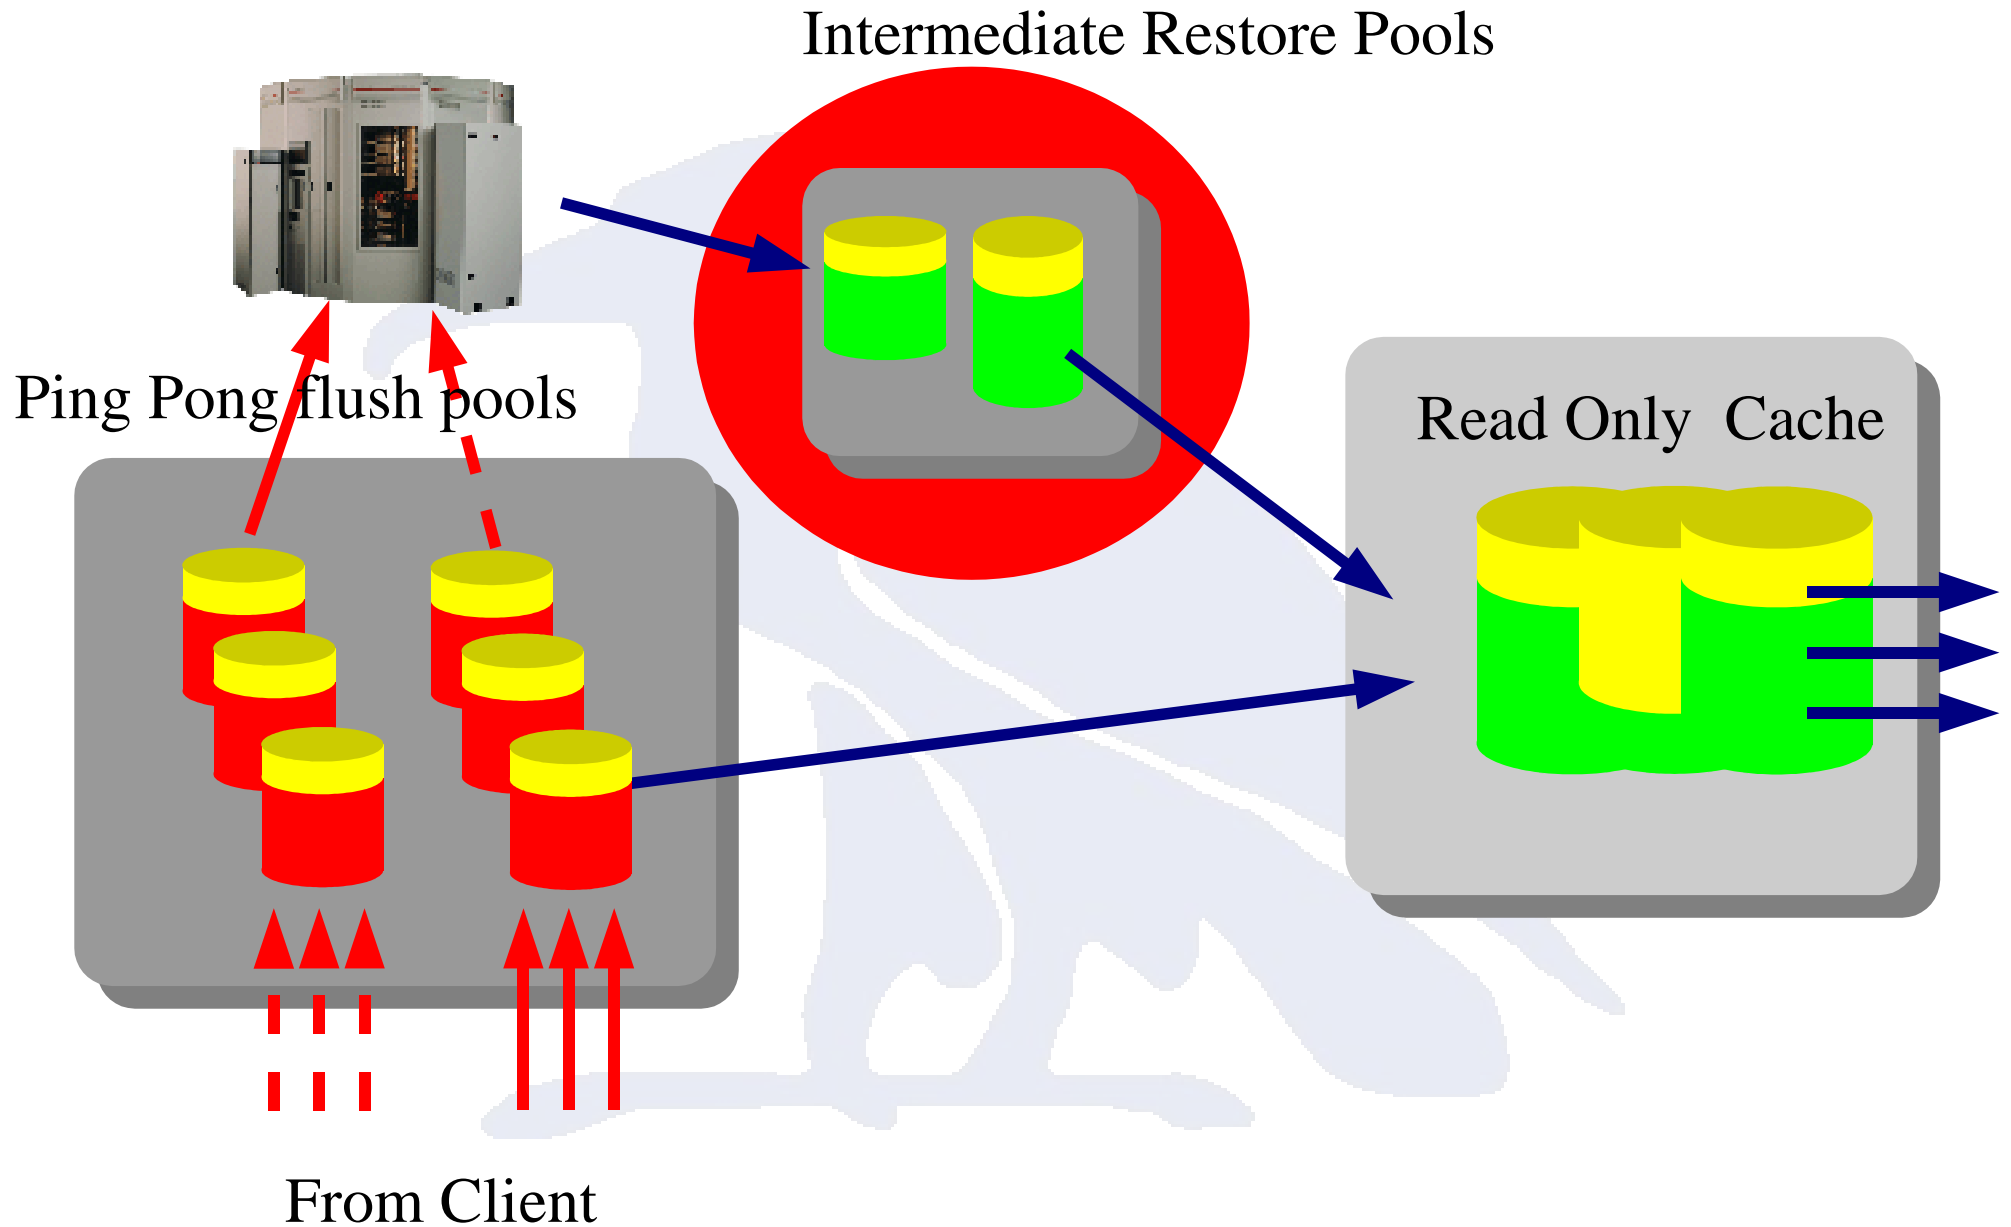 Intermediate Restore Pools
Ping Pong flush pools
Read Only  Cache
From Client